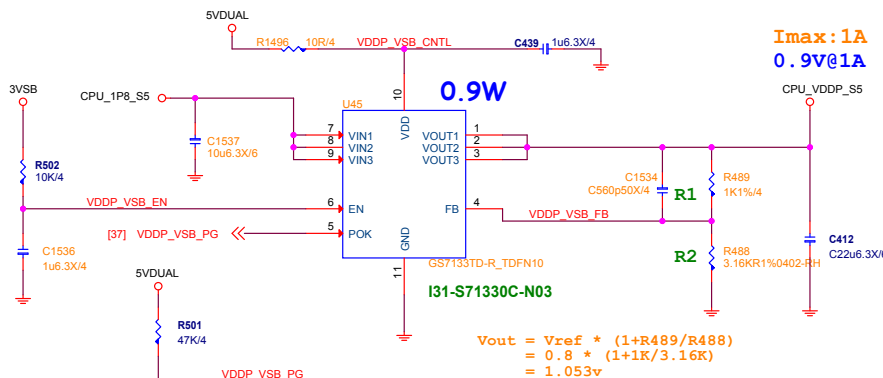 5VDUAL
R1496
10R/4
VDDP_VSB_CNTL
C439
1u6.3X/4
Imax:1A
0.9V@1A
3VSB
CPU_1P8_S5
CPU_VDDP_S5
0.9W
U45
10
VDD
C1537
10u6.3X/6
7
VIN1
VOUT1
1
8
VIN2
VOUT2
2
9
VIN3
VOUT3
3
R502
10K/4
C1534
C560p50X/4
R1
R489
1K1%/4
VDDP_VSB_EN
6
EN
FB
4
VDDP_VSB_FB
[37] VDDP_VSB_PG
5
POK
GND
11
C1536
1u6.3X/4
R2
R488
3.16KR1%0402-RH
C412
C22u6.3X/6
GS7133TD-R_TDFN10
I31-S71330C-N03
5VDUAL
R501
47K/4
VDDP_VSB_PG
Vout = Vref * (1+R489/R488)
= 0.8 * (1+1K/3.16K)
= 1.053v